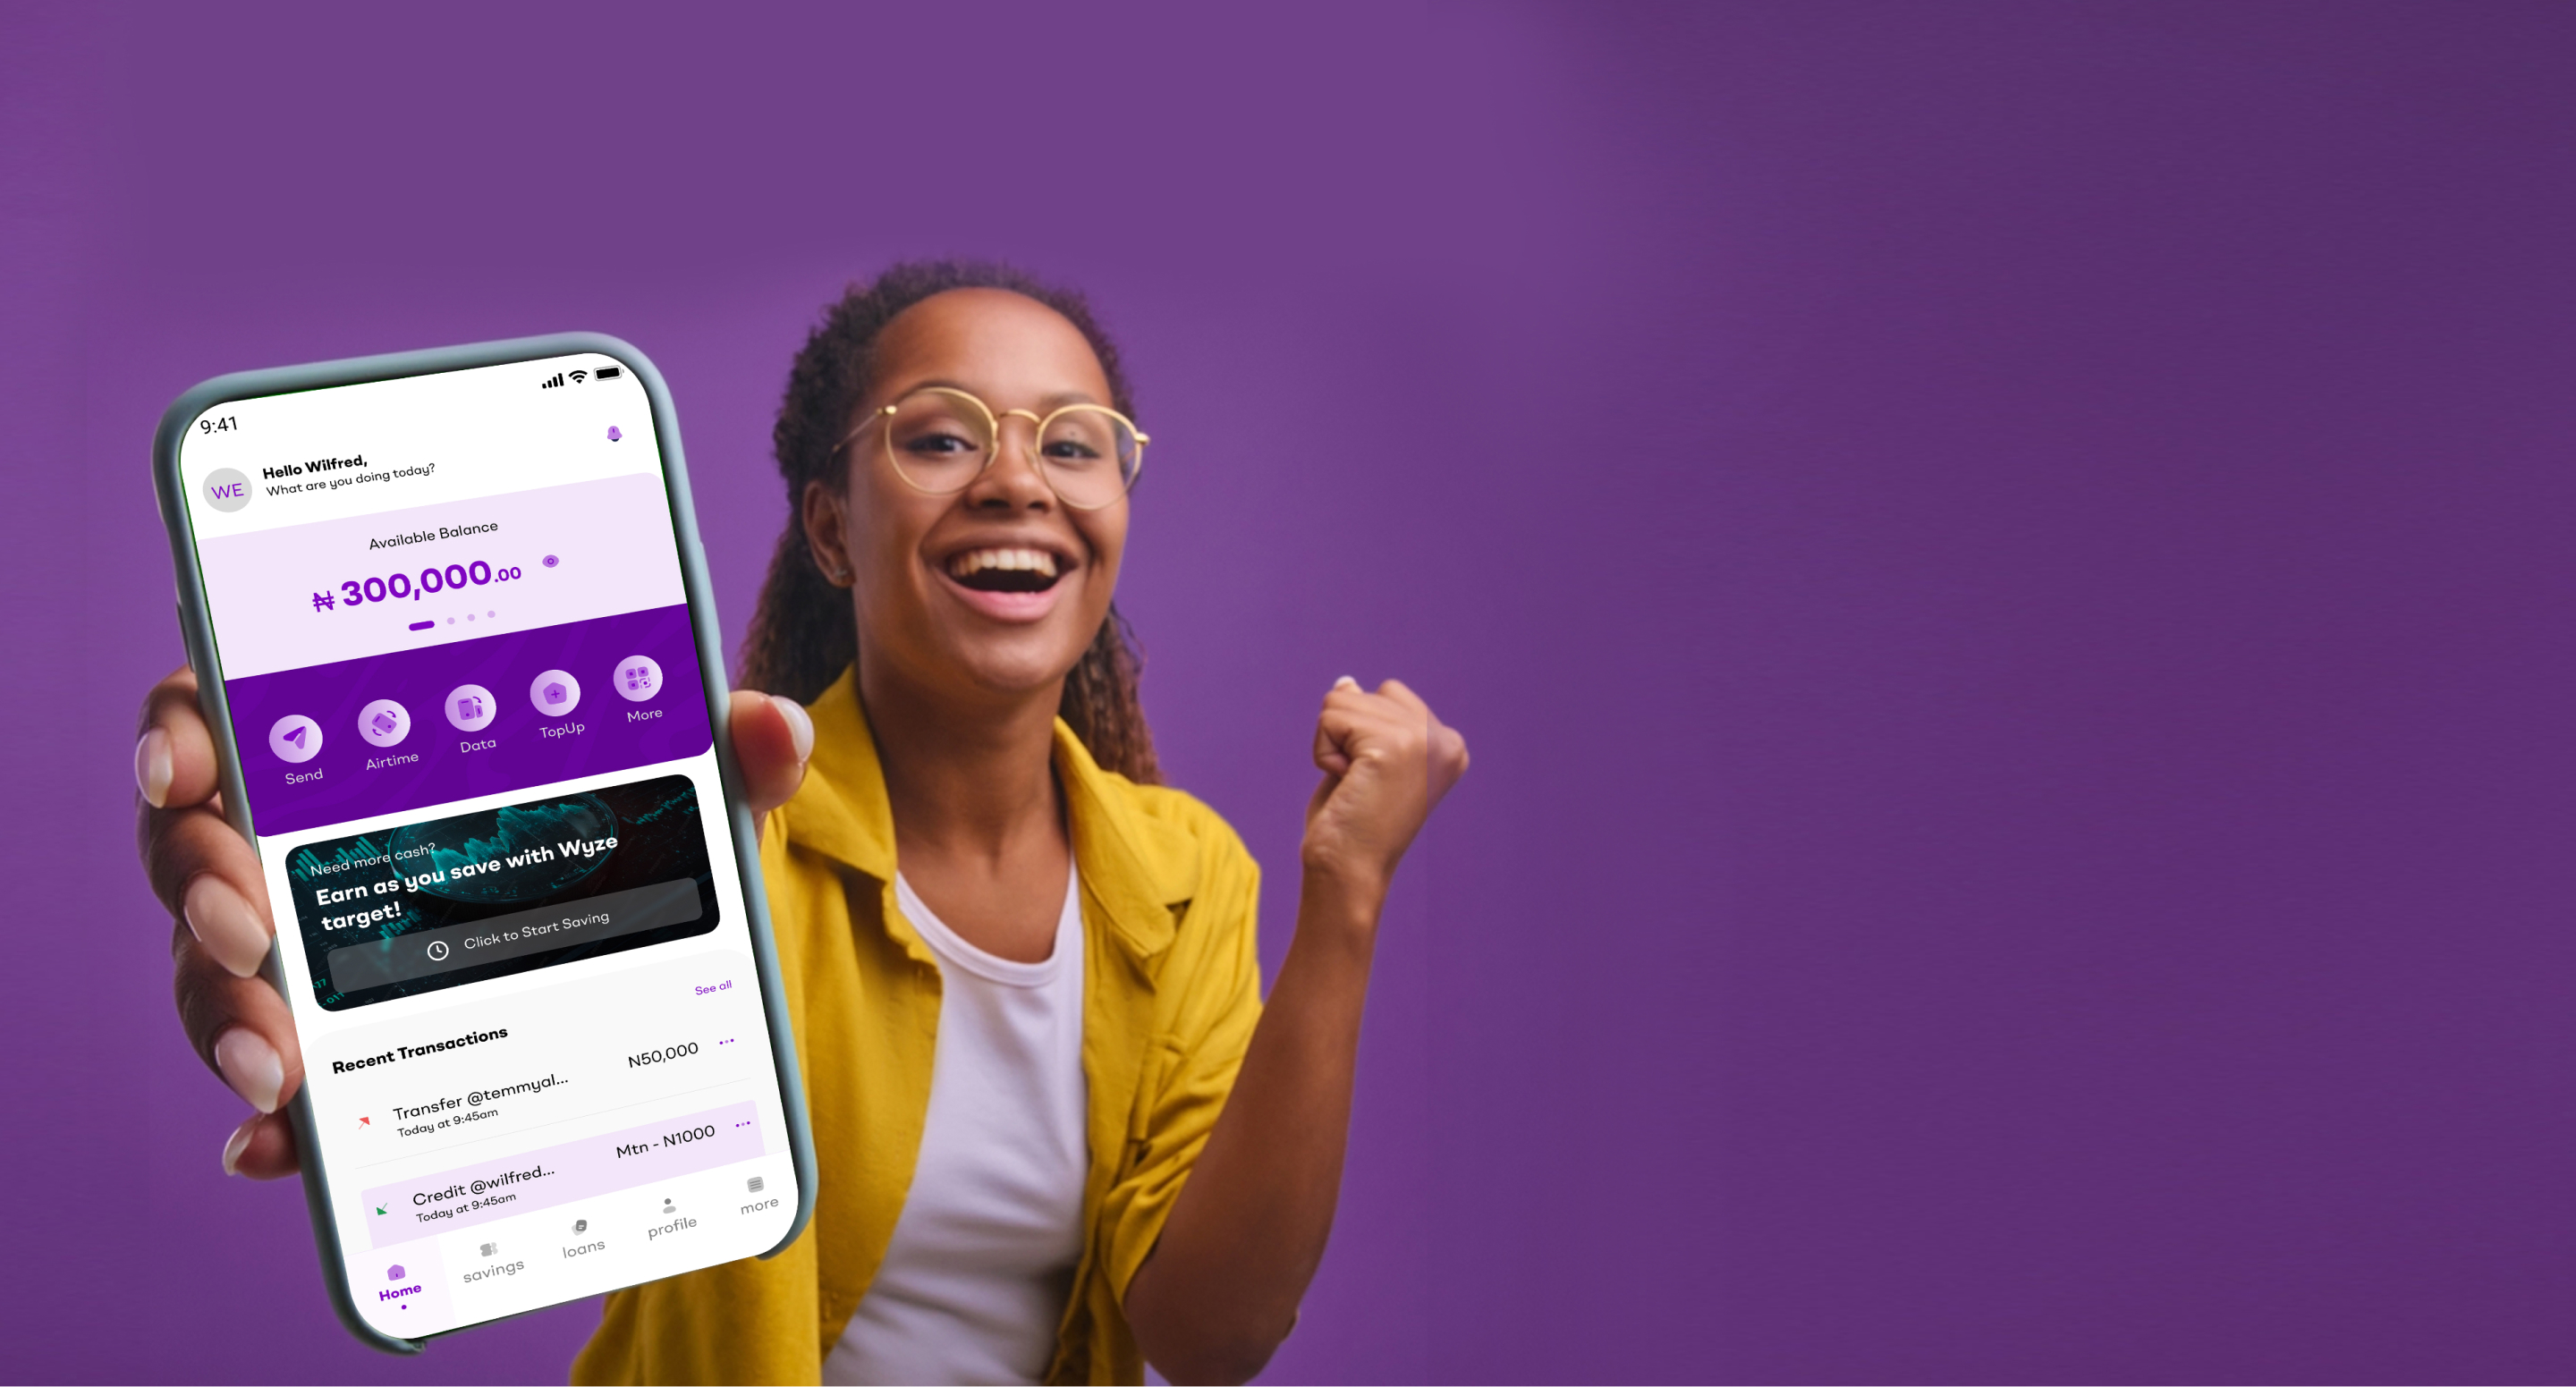 9:41
WE
Hello Wilfred,
What are you doing today?
Available Balance
₦ 300,000.00
Send
Airtime
Data
TopUp
More
Need more cash?
Earn as you save with Wyze
target!
Click to Start Saving
See all
Recent Transactions
Transfer @temmyal...
N50,000
Today at 9:45am
Credit @wilfred...
Mtn - N1000
Today at 9:45am
Home
savings
loans
profile
more